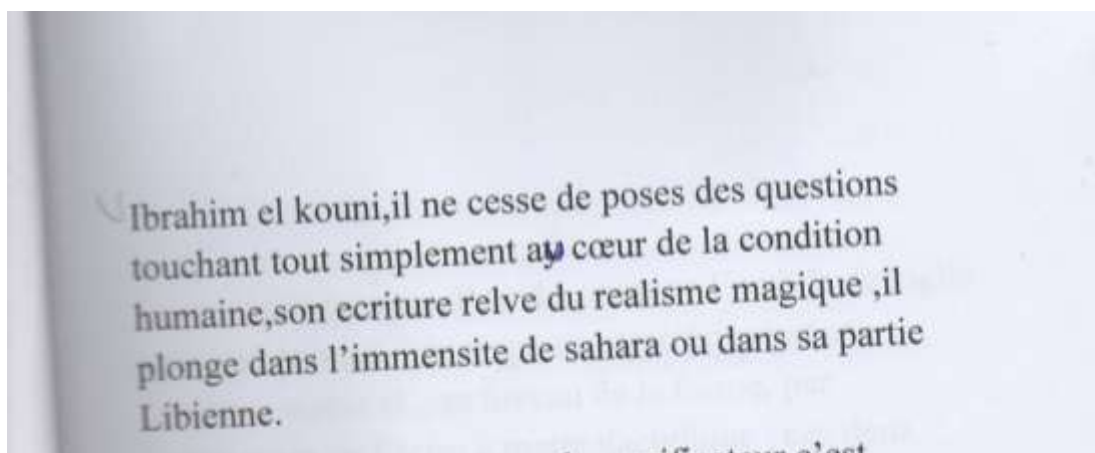 Ibrahim el kouni,il ne cesse de poses des questions
touchant tout simplement au cœur de la condition
humaine,son ecriture relve du realisme magique ,il
plonge dans l'immensite de sahara ou dans sa partie
Libienne.